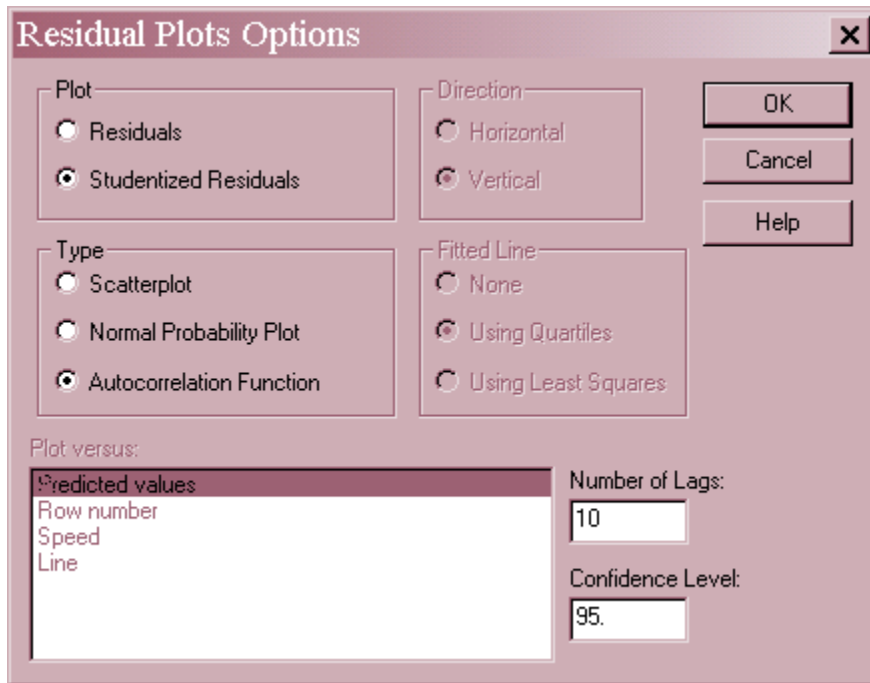 Residual Plots Options
Plot
Residuals
Studentized Residuals
Direction
Horizontal
Vertical
OK
Cancel
Help
Type
Scatterplot
Normal Probability Plot
Autocorrelation Function
Fitted Line
None
Using Quartiles
Using Least Squares
Plot versus:
Predicted values
Row number
Speed
Line
Number of Lags:
10
Confidence Level:
95.